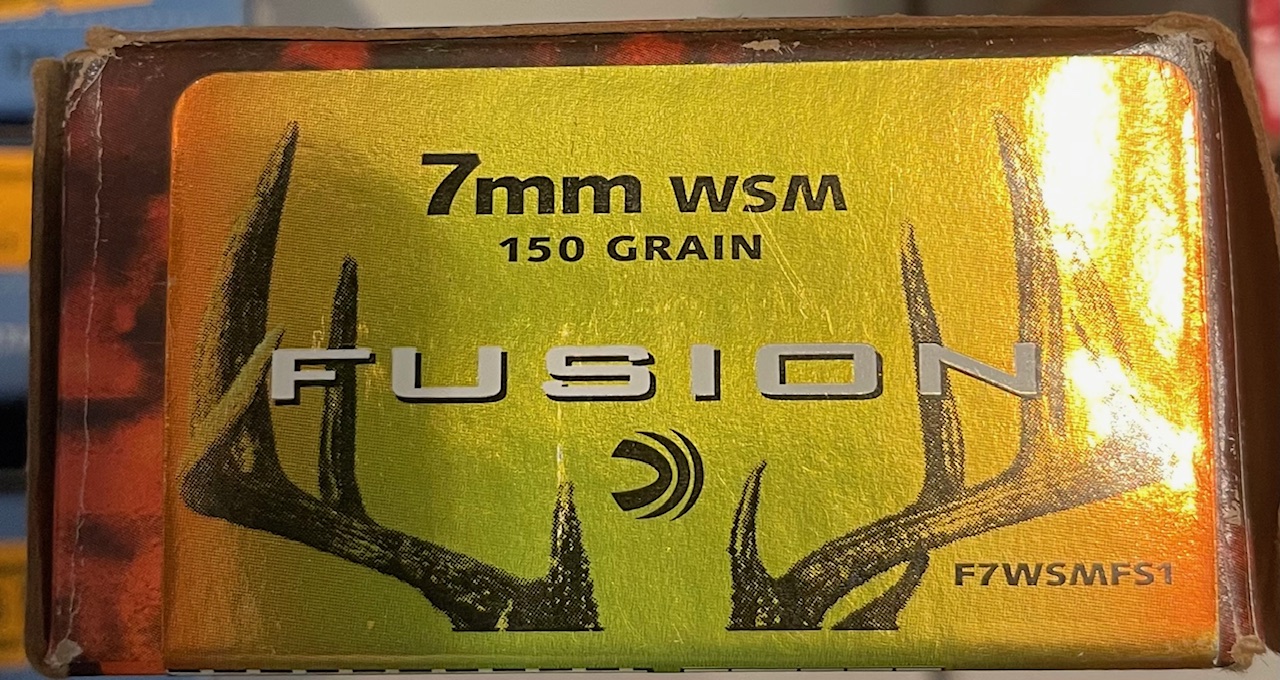 7mm WSM
150 GRAIN
FUSION
F7WSMFS1